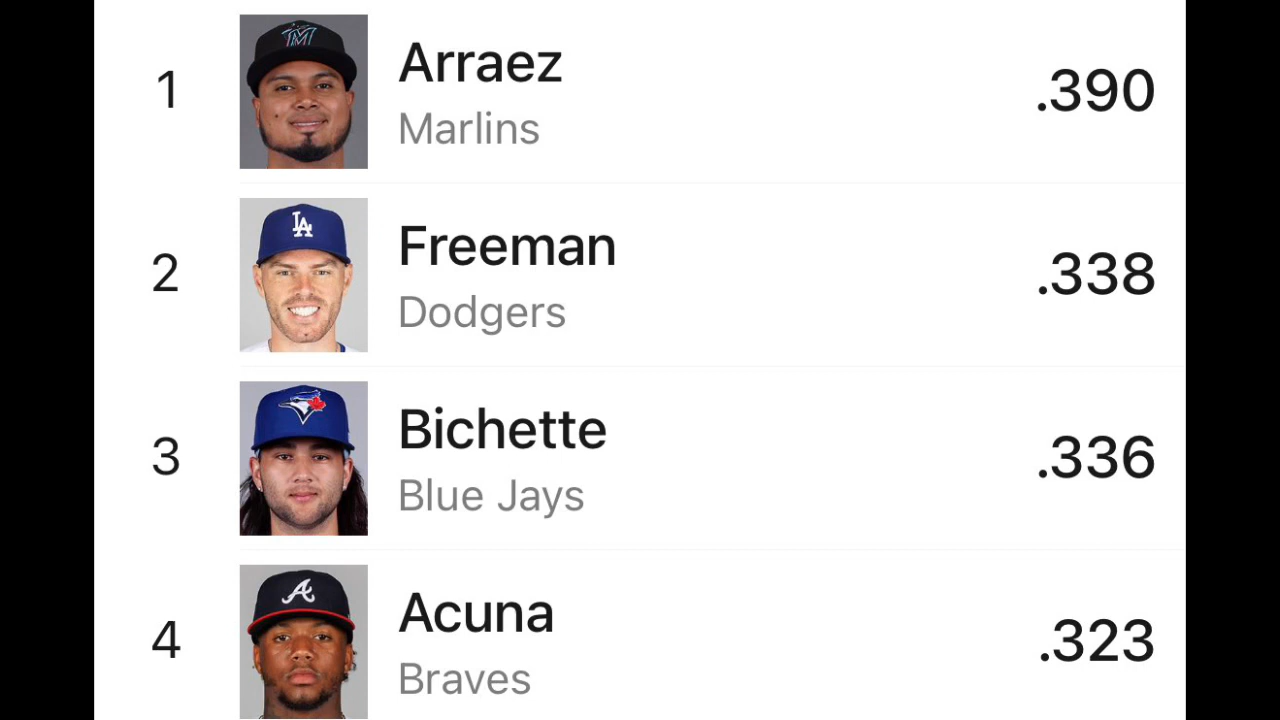 1
Arraez
.390
Marlins
2
Freeman
.338
Dodgers
3
Bichette
.336
Blue Jays
4
Acuna
.323
Braves